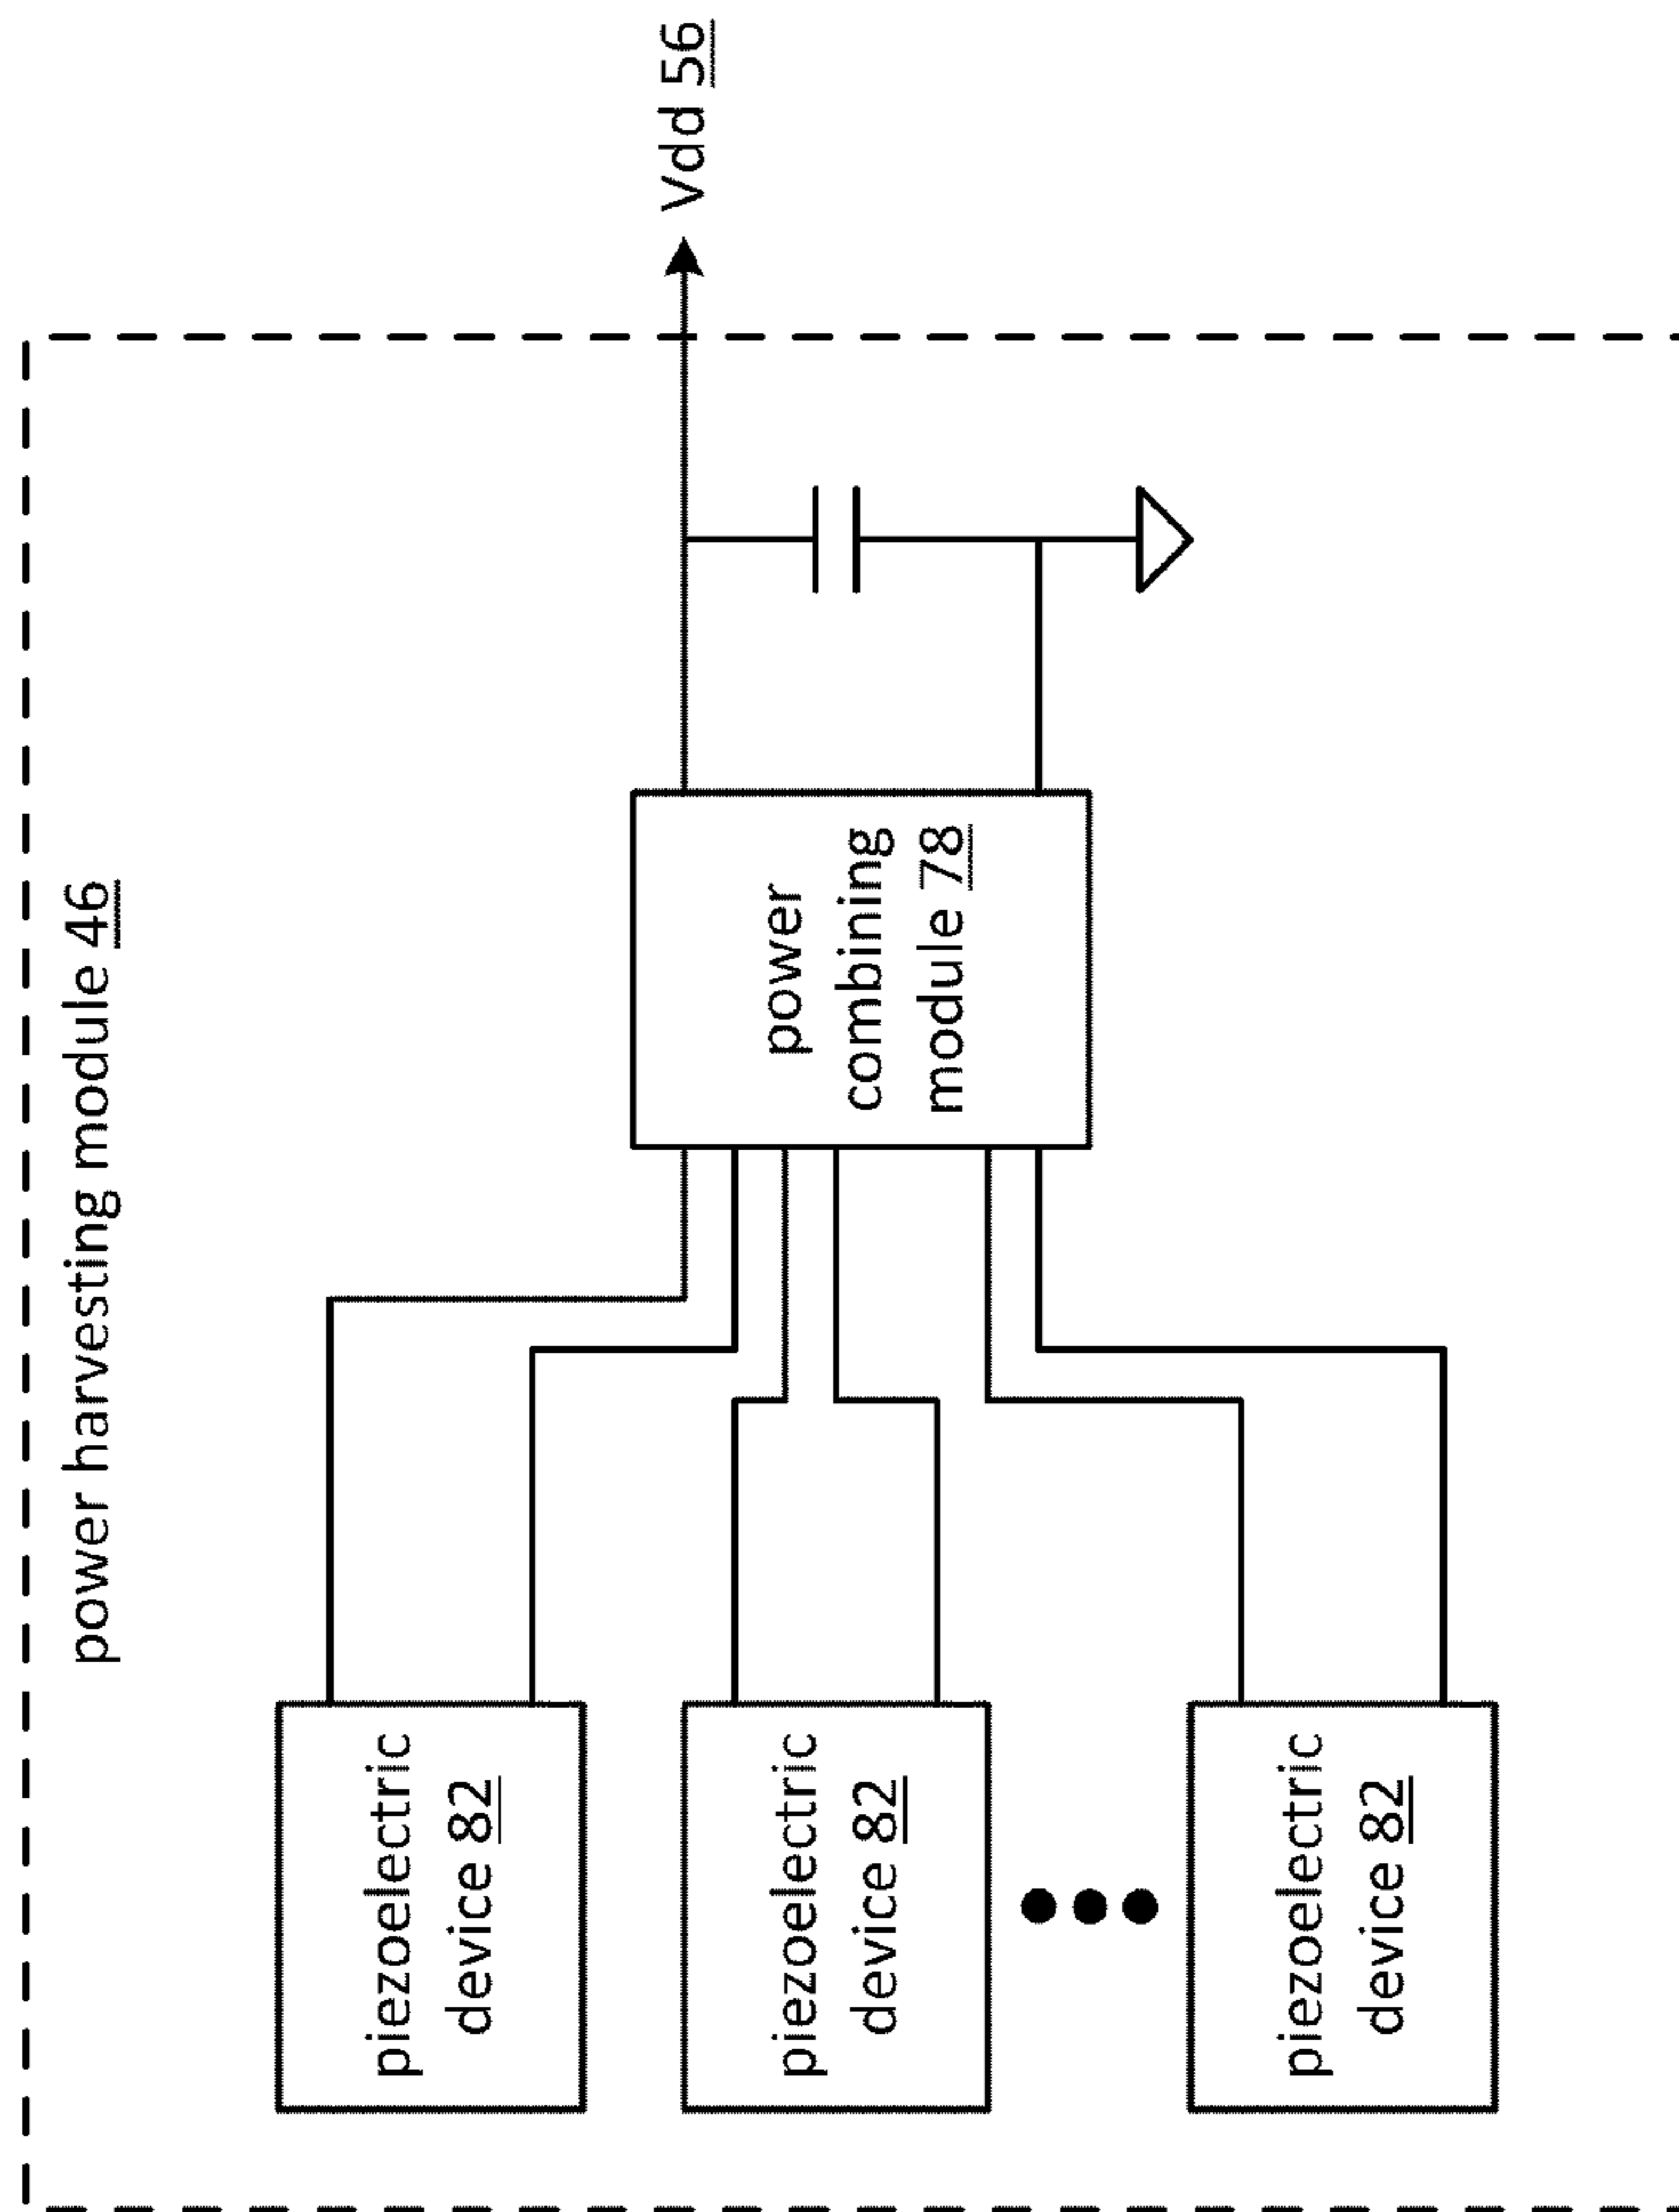 power harvesting module 46
piezoelectric
device 82
piezoelectric
device 82
piezoelectric
device 82
power
combining
module 78
Vdd 56